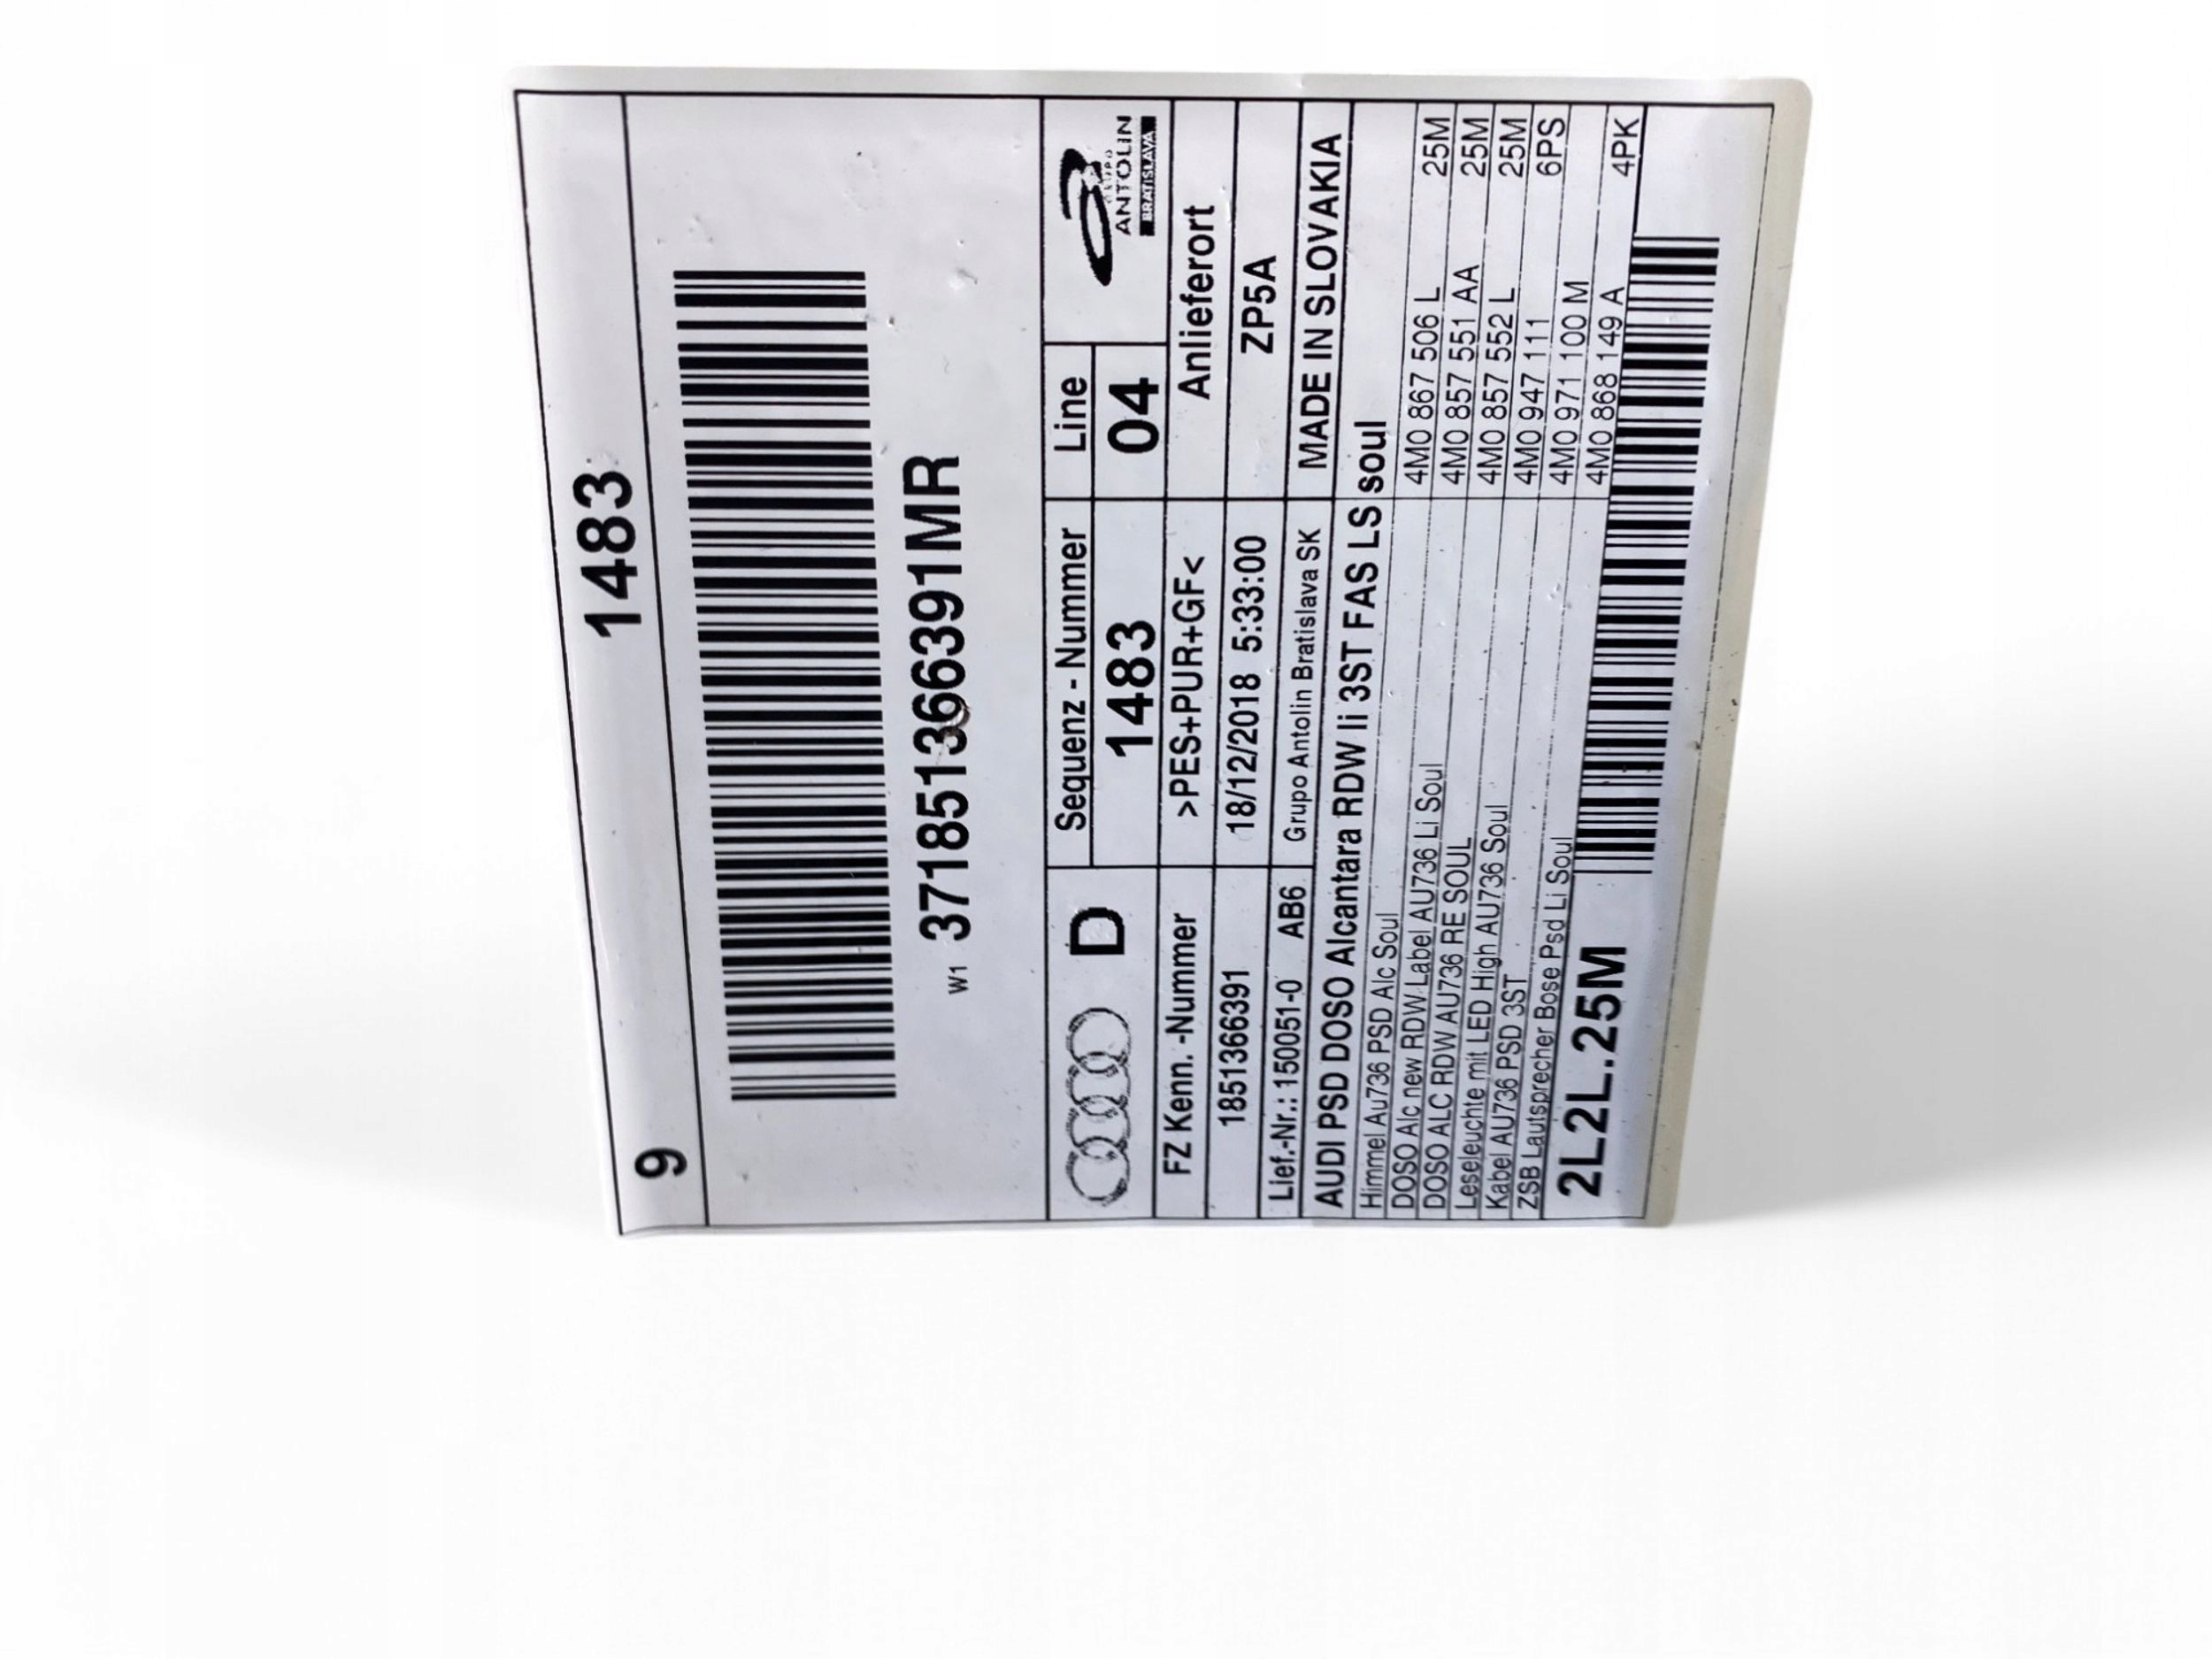 9 1483
W1 37185136639​1MR
D
Sequenz - Nummer
1483
Line
04
GRUPO
ANTOLIN
BRATISLAVA
FZ Kenn. -Nummer >PES+PUR+GF< Anlieferort
185136​6391 18/12/2018 5:33:00 ZP5A
Lief.-Nr.: 150051-0 AB6 Grupo Antolin Bratislava SK MADE IN SLOVAKIA
AUDI PSD DOSO Alcantara RDW li 3ST FAS LS soul
Himmel Au736 PSD Alc Soul 4M0 867 506 L 25M
DOSO Alc new RDW Label AU736 Li Soul 4M0 857 551 AA 25M
DOSO ALC RDW AU736 RE SOUL 4M0 857 552 L 25M
Leseleuchte mit LED High AU736 Soul 4M0 947 111 6PS
Kabel AU736 PSD 3ST 4M0 971 100 M
ZSB Lautsprecher Bose Psd Li Soul 4M0 868 149 A 4PK
2L2L.25M